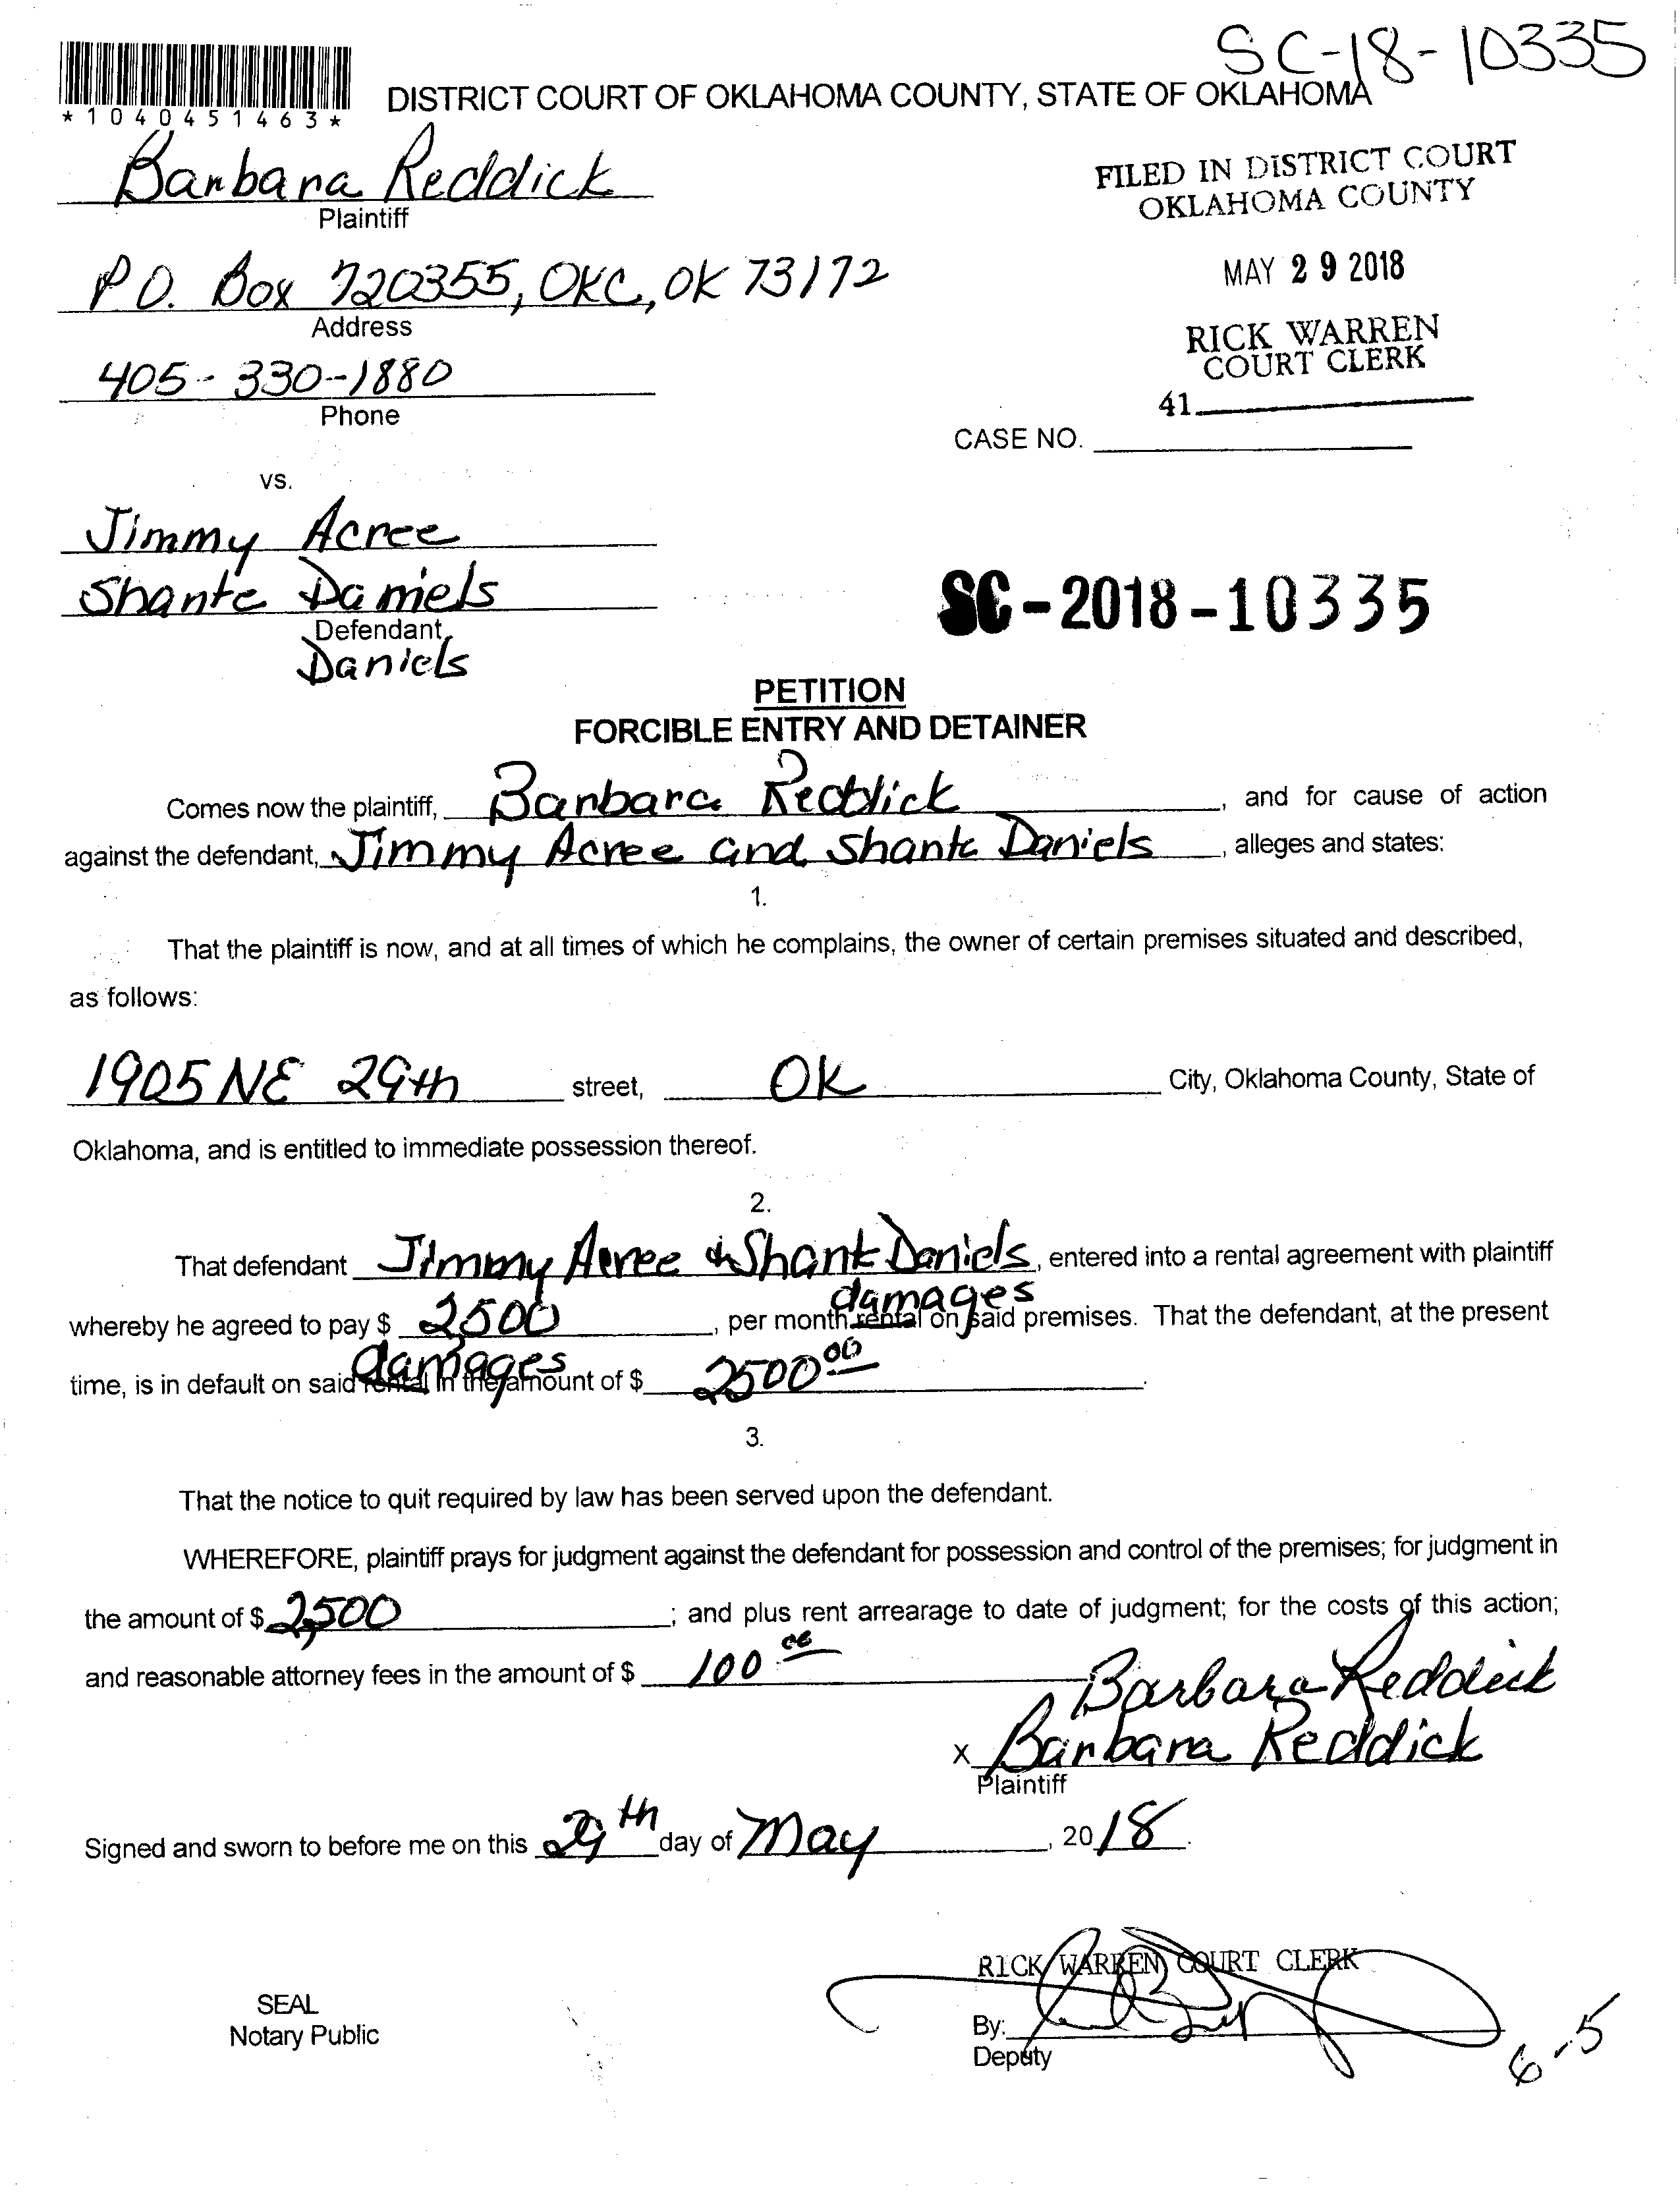 SC-18-10335
*1040451463*
DISTRICT COURT OF OKLAHOMA COUNTY, STATE OF OKLAHOMA
Barbara Reddick
Plaintiff
FILED IN DISTRICT COURT
OKLAHOMA COUNTY
P.O. Box 720355, OKC, OK 73172
Address
MAY 29 2018
RICK WARREN
COURT CLERK
405-330-1880
Phone
41
CASE NO.
vs.
Jimmy Acree
Shante Daniels
Defendant
Daniels
SC-2018-10335
PETITION
FORCIBLE ENTRY AND DETAINER
Comes now the plaintiff, Barbara Reddick, and for cause of action
against the defendant, Jimmy Acree and Shante Daniels, alleges and states:
1.
That the plaintiff is now, and at all times of which he complains, the owner of certain premises situated and described,
as follows:
1905 NE 29th street, OK City, Oklahoma County, State of
Oklahoma, and is entitled to immediate possession thereof.
2.
That defendant Jimmy Acree & Shante Daniels, entered into a rental agreement with plaintiff
damages
whereby he agreed to pay $ 2500, per month rental on said premises. That the defendant, at the present
damages
time, is in default on said rental in the amount of $ 2500 00.
3.
That the notice to quit required by law has been served upon the defendant.
WHEREFORE, plaintiff prays for judgment against the defendant for possession and control of the premises; for judgment in
the amount of $ 2,500; and plus rent arrearage to date of judgment; for the costs of this action;
and reasonable attorney fees in the amount of $ 100 00
Barbara Reddick
X Barbara Reddick
Plaintiff
Signed and sworn to before me on this 29th day of May, 2018.
RICK WARREN COURT CLERK
SEAL
Notary Public
By:
Deputy
6-5